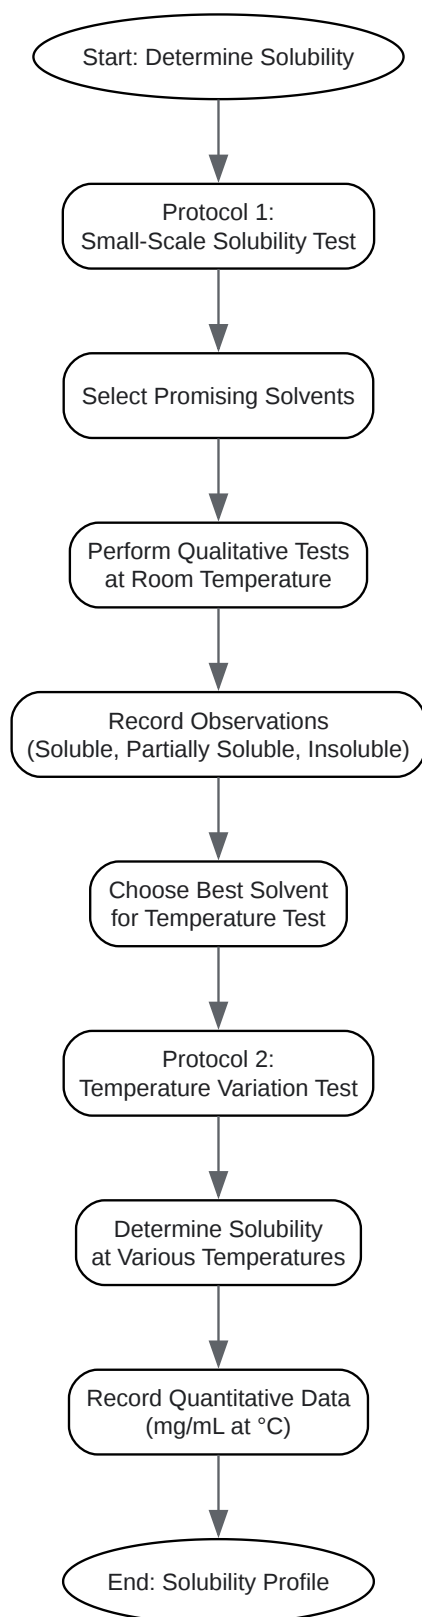 Start: Determine Solubility
Protocol 1:
Small-Scale Solubility Test
Select Promising Solvents
Perform Qualitative Tests
at Room Temperature
Record Observations
(Soluble, Partially Soluble, Insoluble)
Choose Best Solvent
for Temperature Test
Protocol 2:
Temperature Variation Test
Determine Solubility
at Various Temperatures
Record Quantitative Data
(mg/mL at °C)
End: Solubility Profile